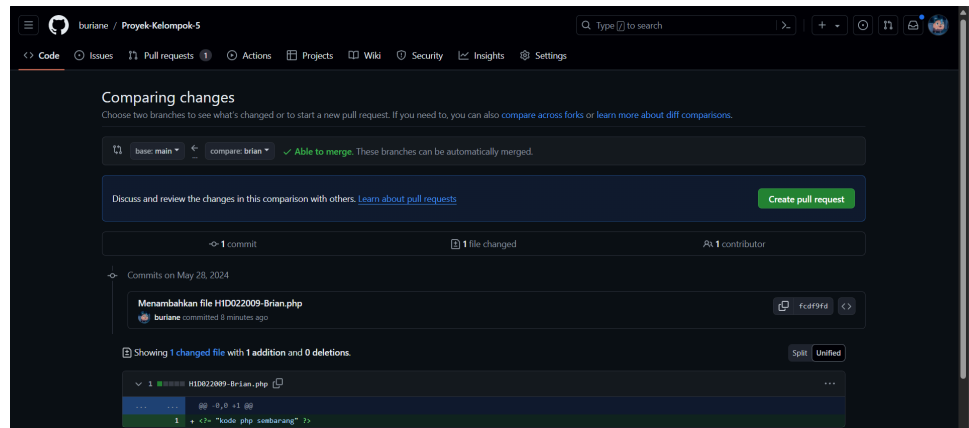 buriane / Proyek-Kelompok-5
Type / to search
Code Issues Pull requests 1 Actions Projects Wiki Security Insights Settings
Comparing changes
Choose two branches to see what's changed or to start a new pull request. If you need to, you can also compare across forks or learn more about diff comparisons.
base: main compare: brian Able to merge. These branches can be automatically merged.
Discuss and review the changes in this comparison with others. Learn about pull requests Create pull request
1 commit 1 file changed 1 contributor
Commits on May 28, 2024
Menambahkan file H1D022009-Brian.php
buriane committed 8 minutes ago
fcdf9fd
Showing 1 changed file with 1 addition and 0 deletions. Split Unified
1 H1D022009-Brian.php
... ... @@ -0,0 +1 @@
1 + <?= "kode php sembarang" ?>